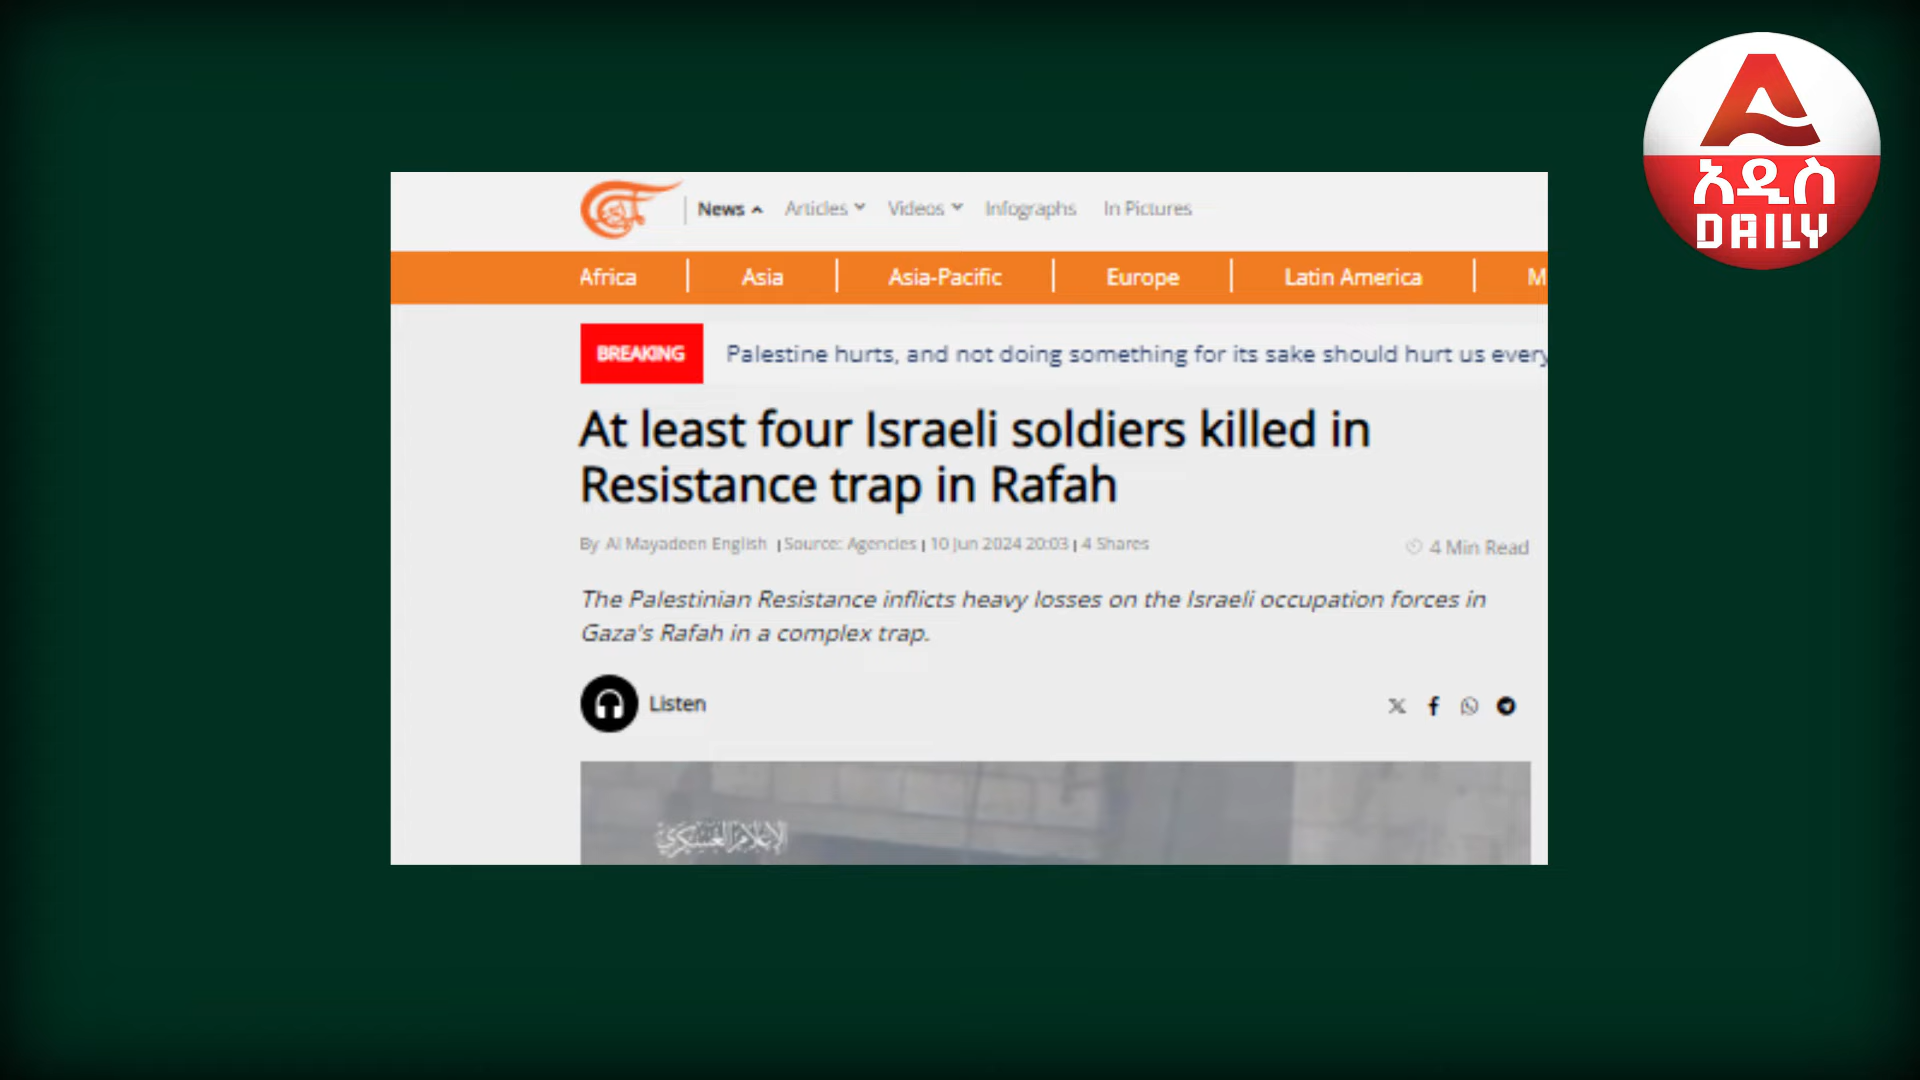 አዲስ
DAILY
News Articles Videos Infographs In Pictures
Africa Asia Asia-Pacific Europe Latin America M
BREAKING Palestine hurts, and not doing something for its sake should hurt us every
At least four Israeli soldiers killed in
Resistance trap in Rafah
By Al Mayadeen English | Source: Agencies | 10 Jun 2024 20:03 | 4 Shares
4 Min Read
The Palestinian Resistance inflicts heavy losses on the Israeli occupation forces in
Gaza's Rafah in a complex trap.
Listen
الإعلام العسكري